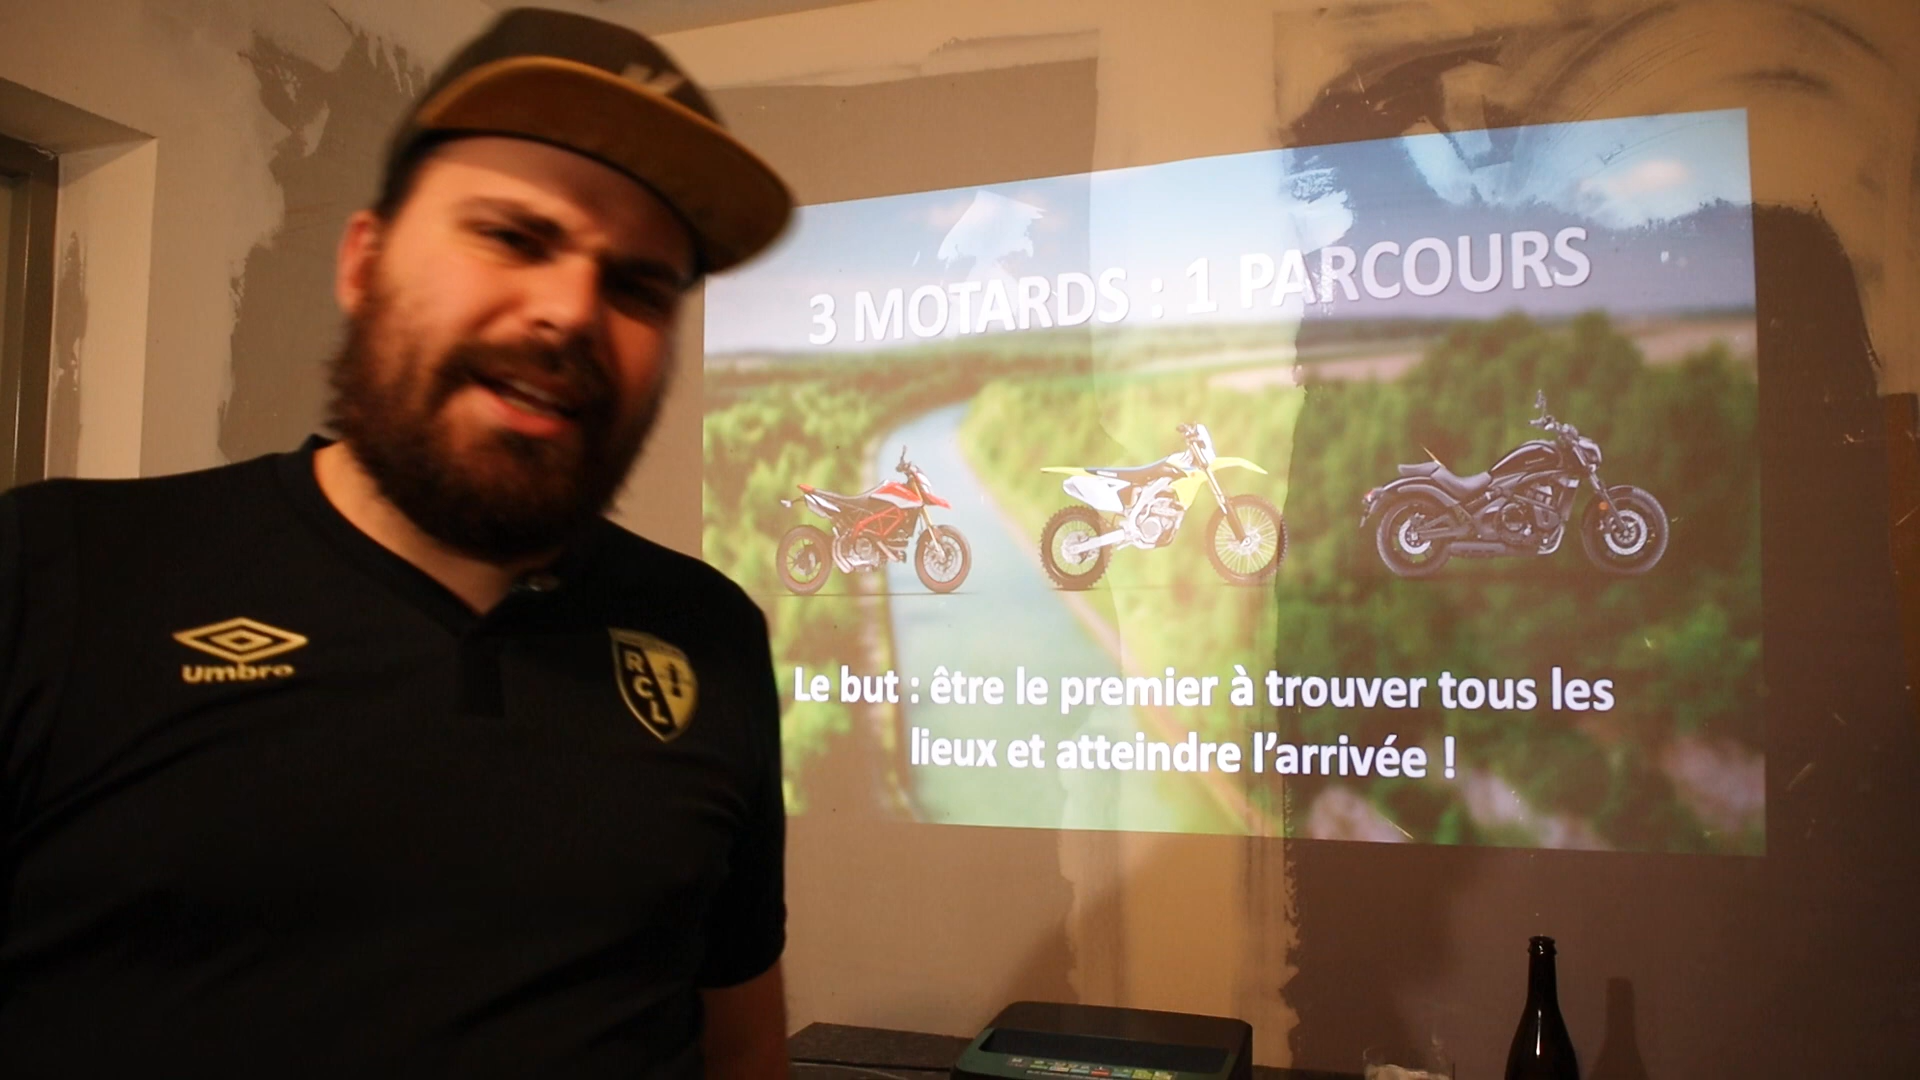 3 MOTARDS : 1 PARCOURS
Le but : être le premier à trouver tous les
lieux et atteindre l’arrivée !
umbro
RCL